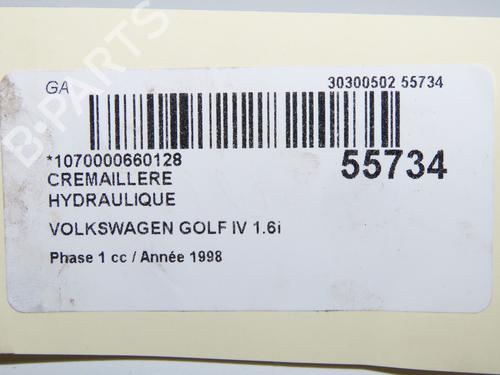 GA
30300502 55734
*1070000660128
55734
CREMAILLERE
HYDRAULIQUE
VOLKSWAGEN GOLF IV 1.6i
Phase 1 cc / Année 1998
B-PARTS